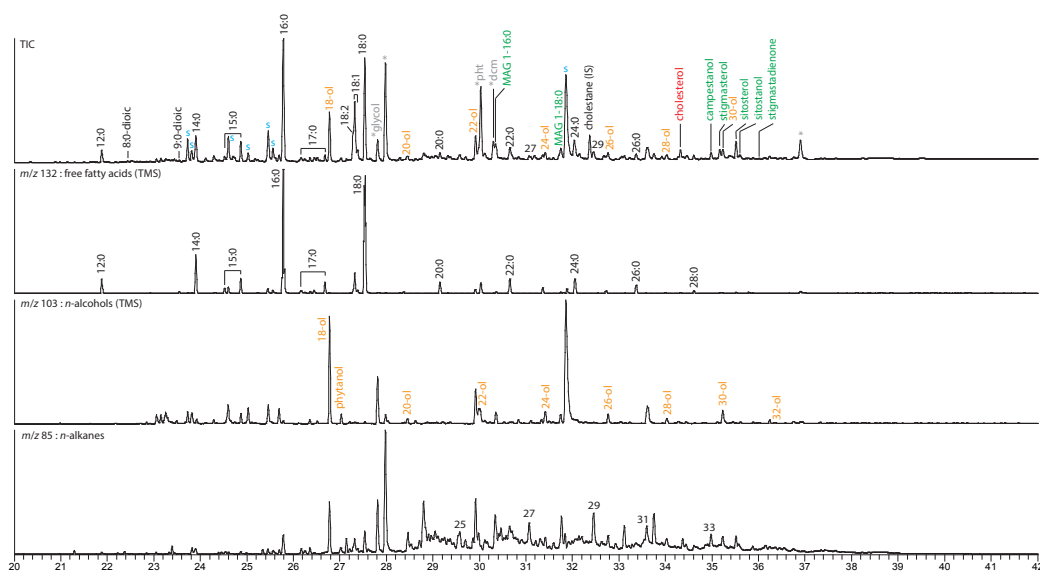 TIC
12:0
8:0-dioic
9:0-dioic
s
s
14:0
s
s
15:0
s
s
s
16:0
17:0
18-ol
18:2
18:1
18:0
*glycol
*
20-ol
20:0
22-ol
*pht
*dcm
MAG 1-16:0
22:0
27
24-ol
MAG 1-18:0
s
24:0
cholestane (IS)
29
26-ol
26:0
28-ol
cholesterol
campestanol
stigmasterol
30-ol
sitosterol
sitostanol
stigmastadienone
*
m/z 132 : free fatty acids (TMS)
12:0
14:0
15:0
16:0
17:0
18:0
20:0
22:0
24:0
26:0
28:0
*
m/z 103 : n-alcohols (TMS)
18-ol
phytanol
20-ol
22-ol
24-ol
26-ol
28-ol
30-ol
32-ol
m/z 85 : n-alkanes
25
27
29
31
33
20 21 22 23 24 25 26 27 28 29 30 31 32 33 34 35 36 37 38 39 40 41 42